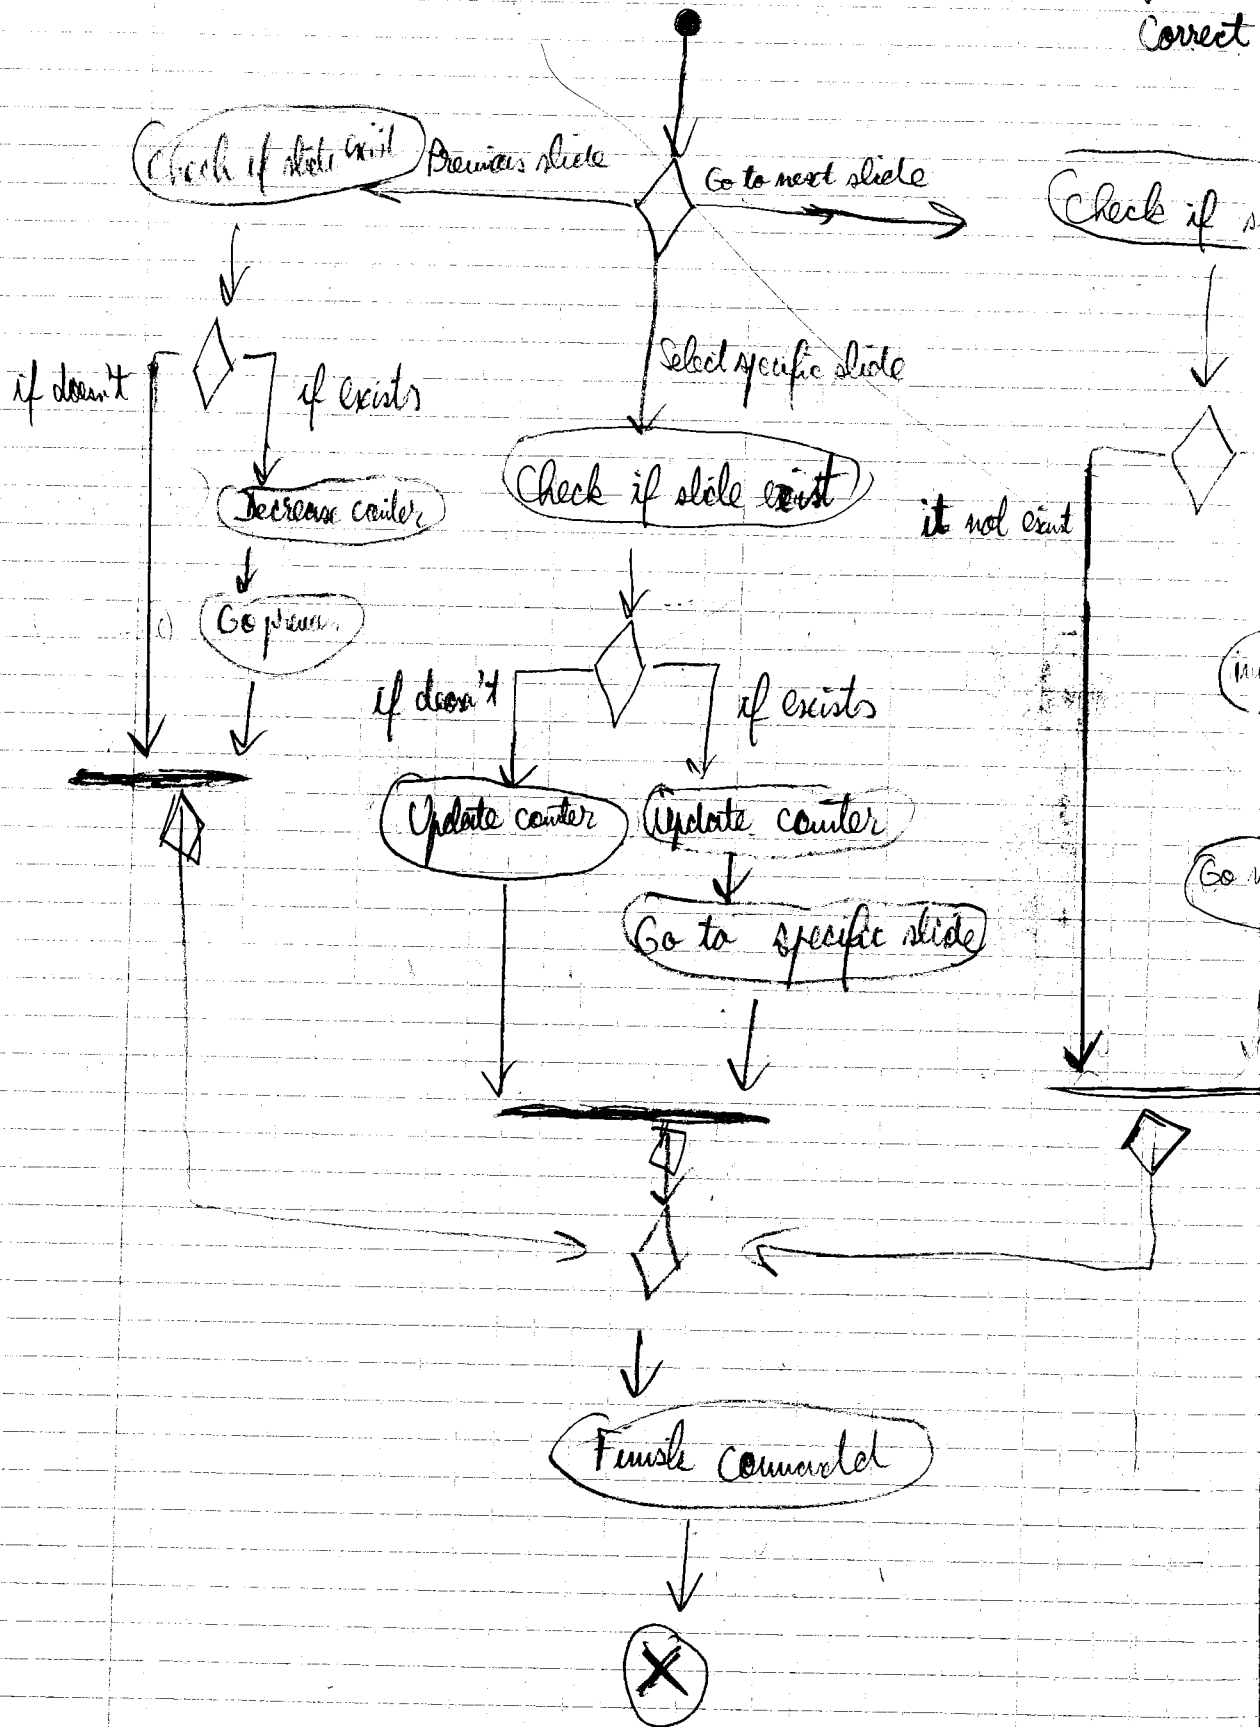 Correct
Check if slide exist
Previous slide
Go to next slide
Check if s
Select specific slide
if doesn't
if exists
Check if slide exist
Decrease counter
it not exist
Go
if doesn't
if exists
Update counter
Update counter
Go
Go to specific slide
Finish